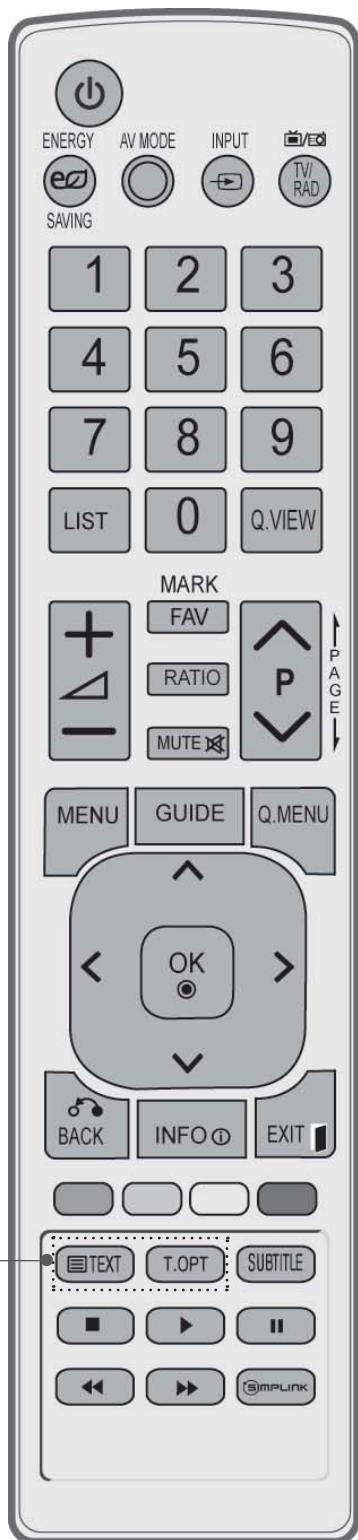 ENERGY AV MODE INPUT
TV/
RAD
SAVING
1 2 3
4 5 6
7 8 9
LIST 0 Q.VIEW
MARK
FAV
RATIO
P
PAGE
MUTE
MENU GUIDE Q.MENU
OK
BACK INFO EXIT
TEXT T.OPT SUBTITLE
SIMPLINK